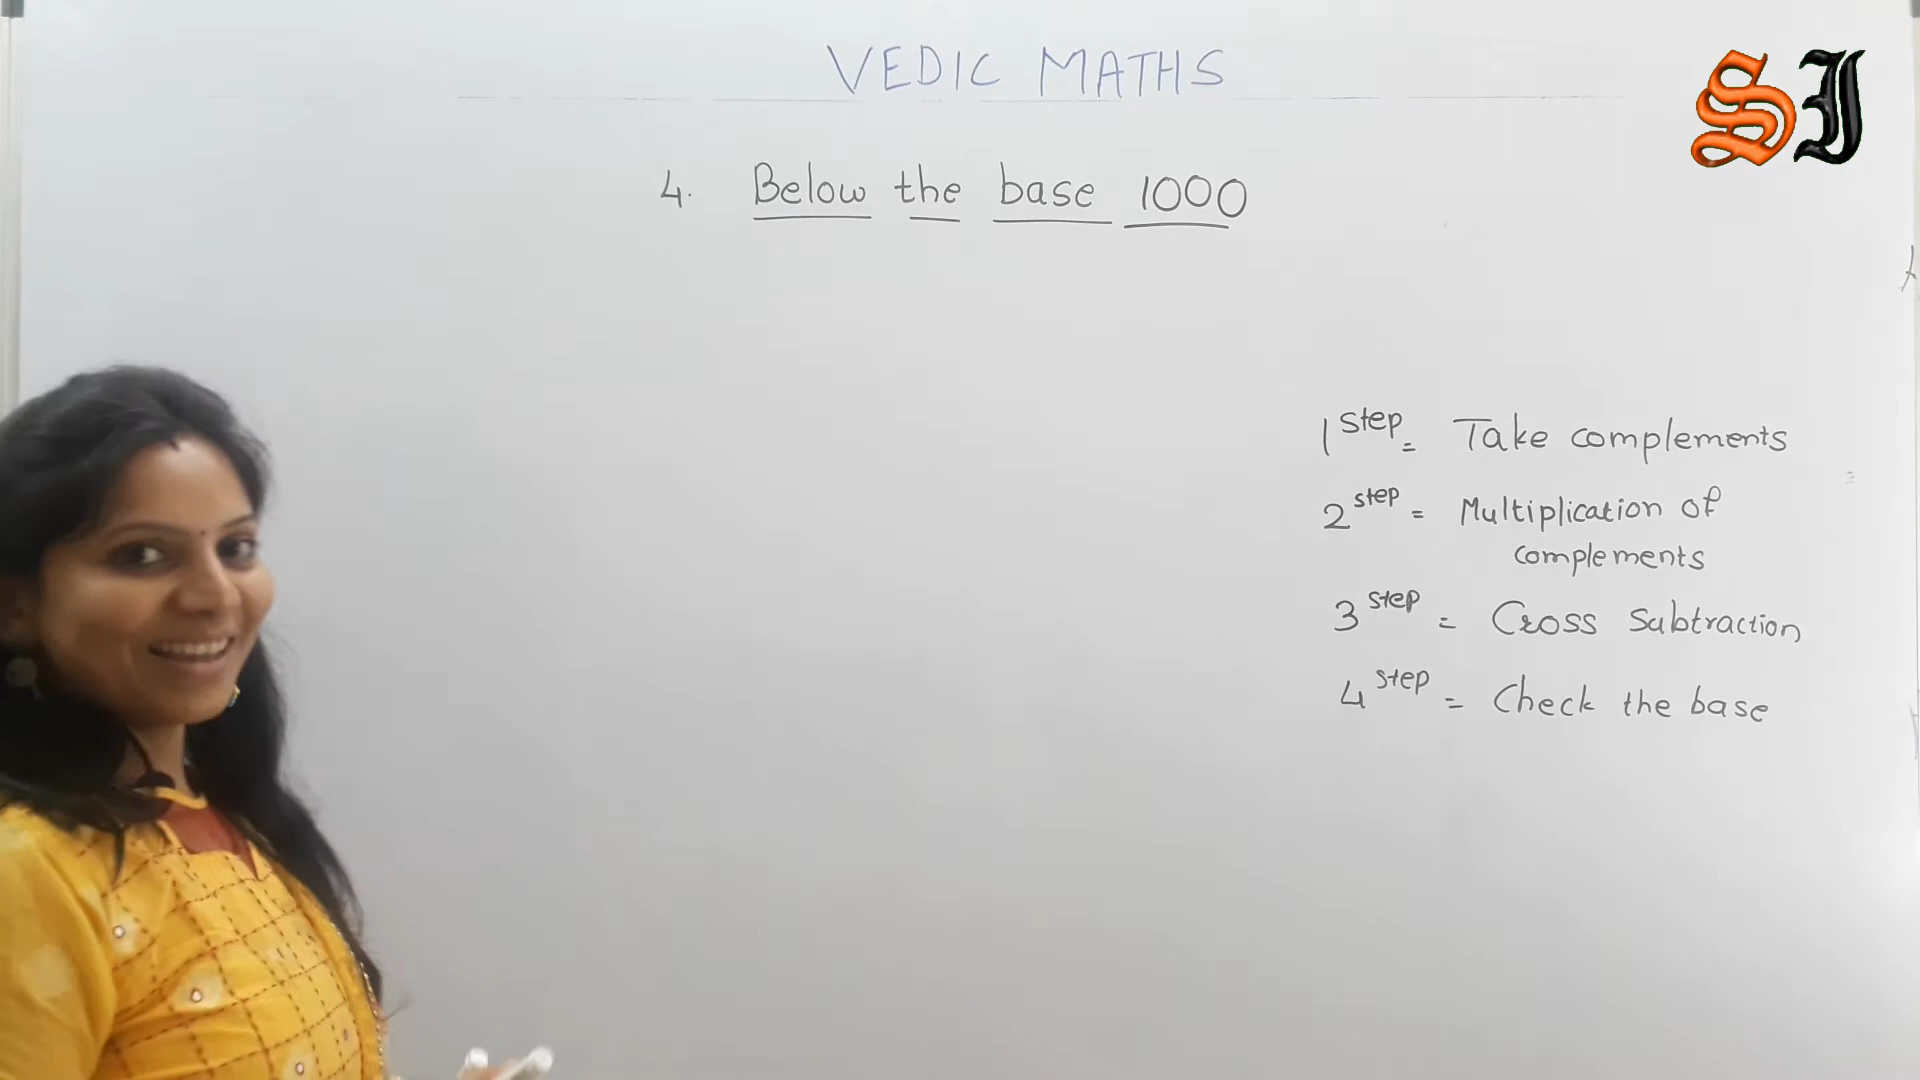 VEDIC MATHS
SJ
4. Below the base 1000
1 step = Take complements
2 step = Multiplication of
complements
3 step = Cross subtraction
4 step = Check the base